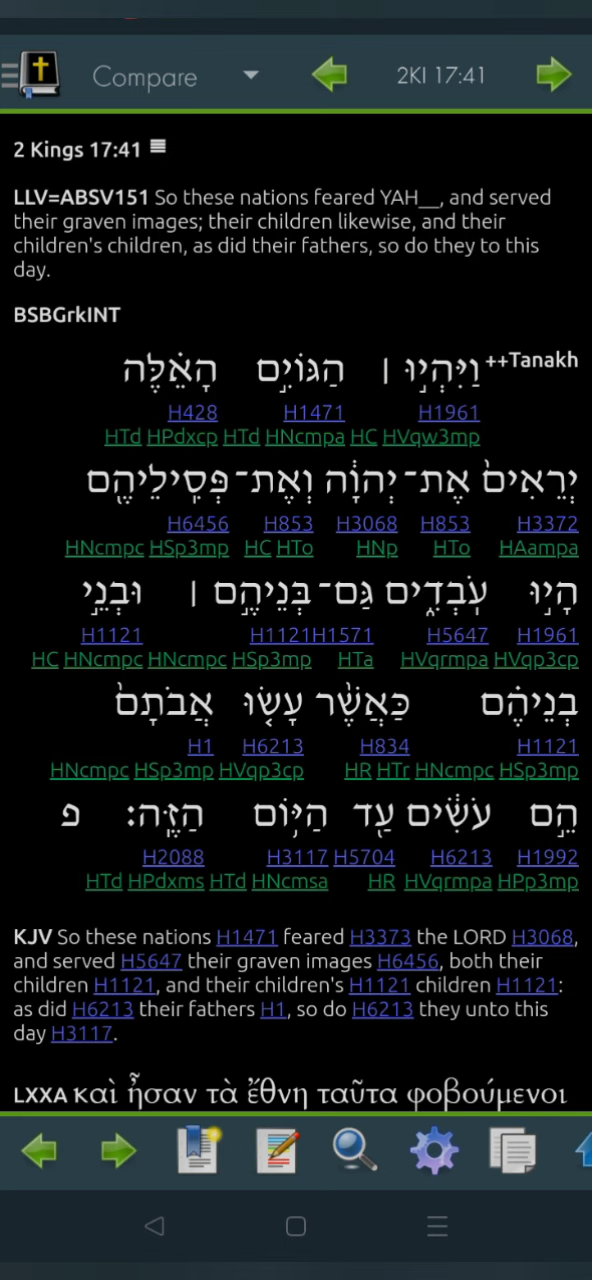 Compare 2KI 17:41
2 Kings 17:41
LLV=ABSV151 So these nations feared YAH__, and served
their graven images; their children likewise, and their
children's children, as did their fathers, so do they to this
day.
BSBGrkINT
++Tanakh וַיִּהְי֣וּ ׀ הַגּוֹיִ֣ם הָאֵ֗לֶּה
H428 H1471 H1961
HTd HPdxcp HTd HNcmpa HC HVqw3mp
יְרֵאִים֙ אֶת־יְהוָ֔ה וְאֶת־פְּסִֽילֵיהֶ֖ם
H6456 H853 H3068 H853 H3372
HNcmpc HSp3mp HC HTo HNp HTo HAampa
הָי֣וּ עֹֽבְדִ֑ים גַּם־בְּנֵיהֶ֣ם ׀ וּבְנֵ֣י
H1121 H1121H1571 H5647 H1961
HC HNcmpc HNcmpc HSp3mp HTa HVqrmpa HVqp3cp
בְנֵיהֶ֗ם כַּאֲשֶׁ֨ר עָשׂ֤וּ אֲבֹתָם֙
H1 H6213 H834 H1121
HNcmpc HSp3mp HVqp3cp HR HTr HNcmpc HSp3mp
הֵ֣ם עֹשִׂ֔ים עַ֖ד הַיּ֥וֹם הַזֶּֽה׃ פ
H2088 H3117 H5704 H6213 H1992
HTd HPdxms HTd HNcmsa HR HVqrmpa HPp3mp
KJV So these nations H1471 feared H3373 the LORD H3068,
and served H5647 their graven images H6456, both their
children H1121, and their children's H1121 children H1121:
as did H6213 their fathers H1, so do H6213 they unto this
day H3117.
LXXA καὶ ἦσαν τὰ ἔθνη ταῦτα φοβούμενοι